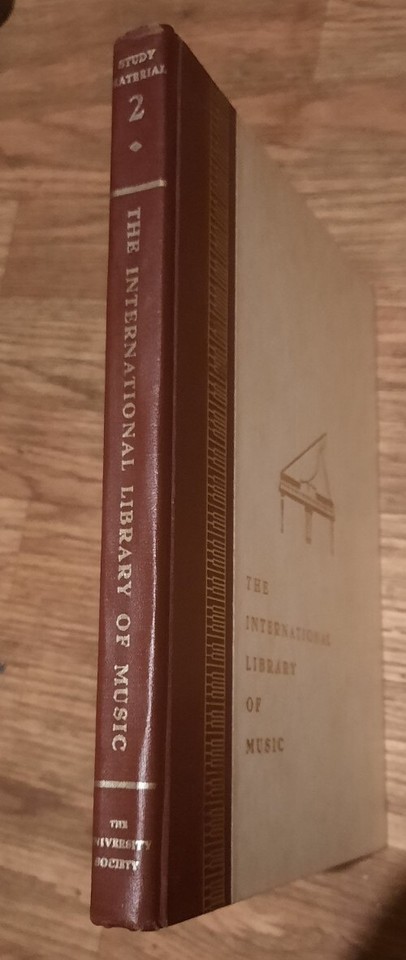 STUDY
MATERIAL
2
THE INTERNATIONAL LIBRARY OF MUSIC
THE
UNIVERSITY
SOCIETY
THE
INTERNATIONAL
LIBRARY
OF
MUSIC